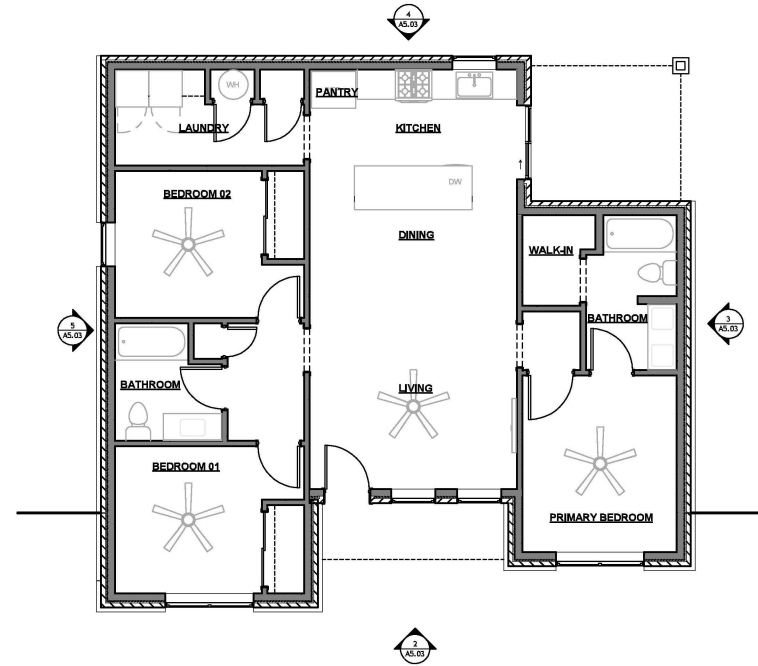 4
A5.03
WH
PANTRY
LAUNDRY
KITCHEN
DW
BEDROOM 02
DINING
WALK-IN
BATHROOM
5
A5.03
3
A5.03
BATHROOM
LIVING
BEDROOM 01
PRIMARY BEDROOM
2
A5.03